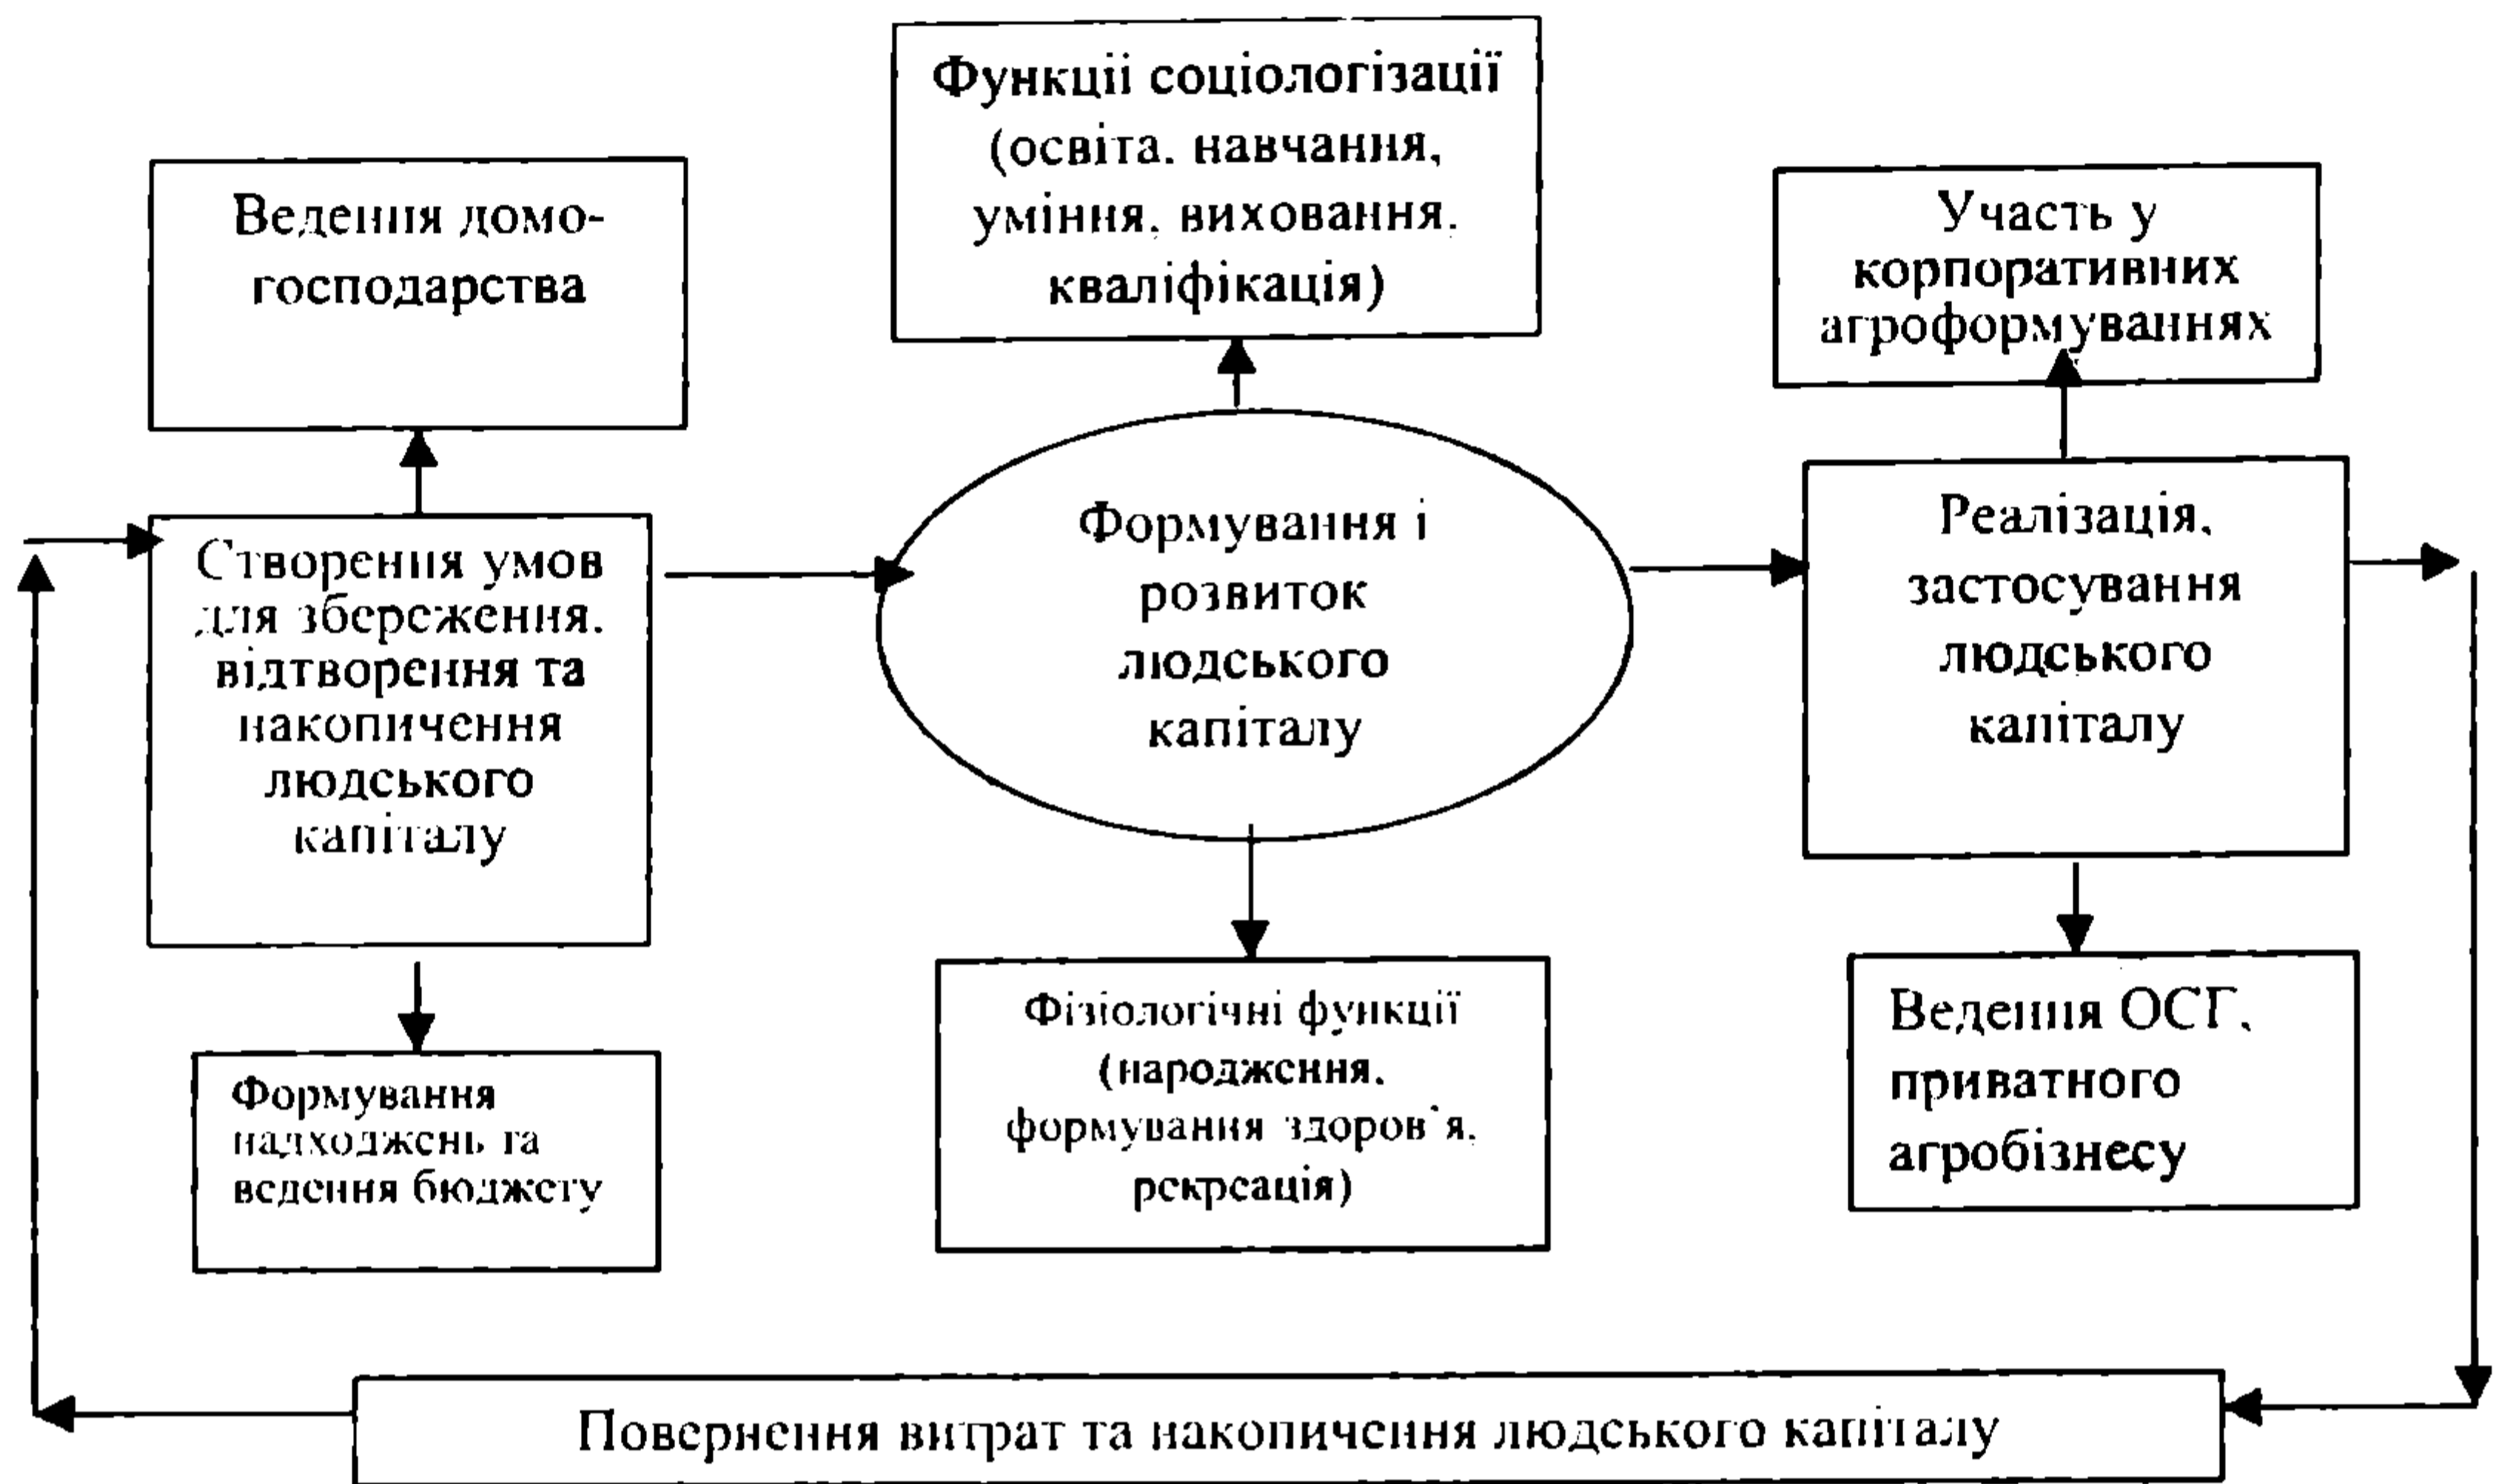 Функціі соціологізації
(освіта, навчання,
уміння, виховання,
кваліфікація)
Ведення домо-
господарства
Участь у
корпоративних
агроформуваннях
Створення умов
для збереження,
відтворення та
накопичення
людського
капіталу
Формування і
розвиток
людського
капіталу
Реалізація,
застосування
людського
капіталу
Формування
надходжень та
ведення бюджету
Фізіологічні функції
(народження,
формування здоров'я,
рекреація)
Ведення ОСГ,
приватного
агробізнесу
Повернення витрат та накопичення людського капіталу